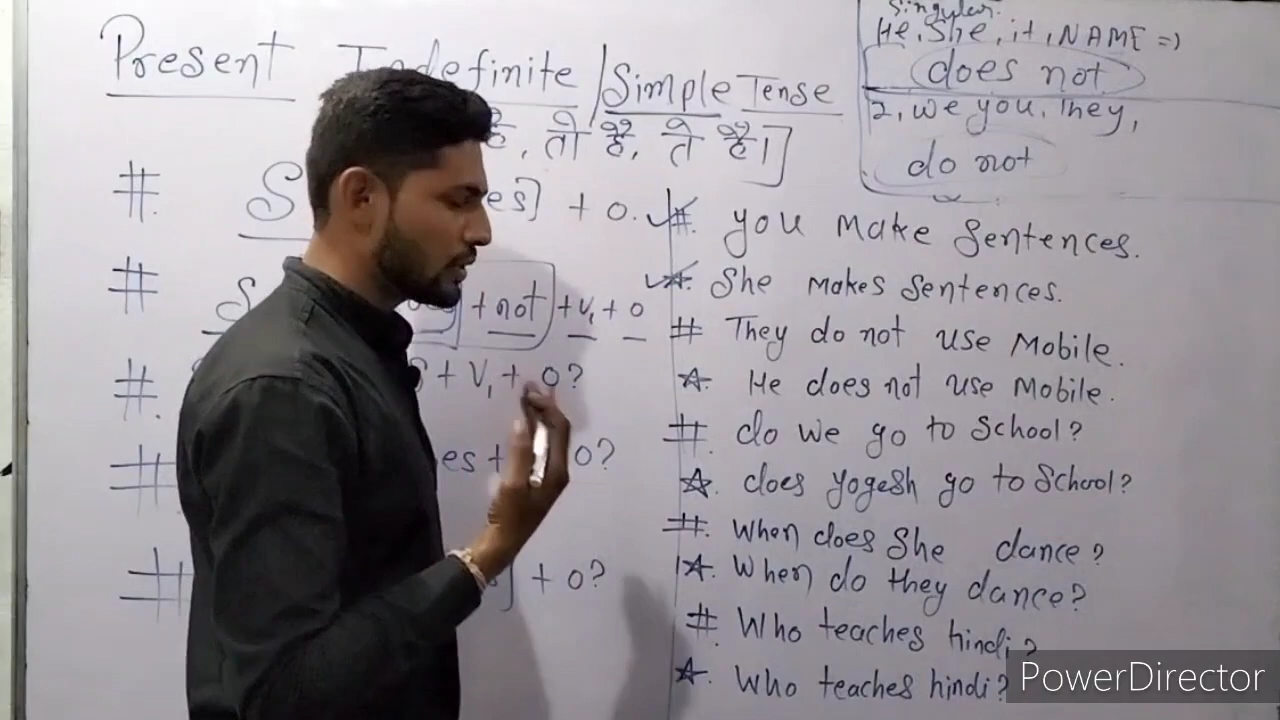 Present Indefinite / Simple Tense
है, तो है, ते है।]
#. S es] + o.
# S + not + v₁ + o
#. S + V₁ + o?
# es + o?
# ] + o?
Singular.
He, She, it, NAME =>
does not
2, we you, They,
do not
#. you make Sentences.
☆. She makes Sentences.
# They do not use Mobile.
☆. He does not use Mobile.
#. do we go to School?
☆. does Yogesh go to School?
#. When does She dance?
☆. When do they dance?
#. Who teaches hindi?
☆. Who teaches hindi?
PowerDirector